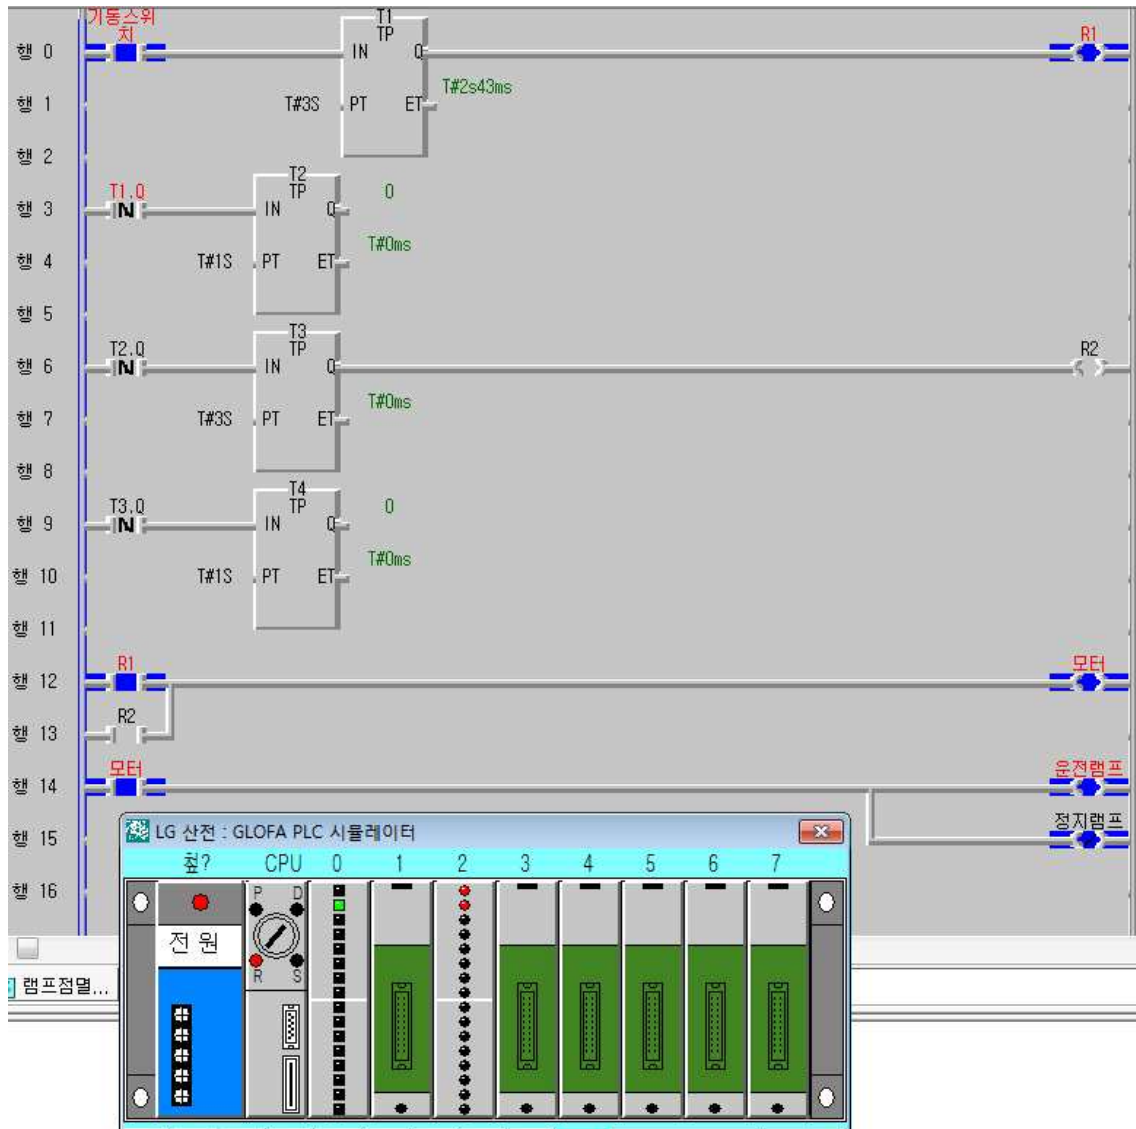 기동스위
치
T1
TP
R1
행 0
IN Q
T#2s43ms
행 1
T#3S PT ET
행 2
T2
T1.Q TP 0
행 3
N
IN Q
T#0ms
행 4
T#1S PT ET
행 5
T3
T2.Q TP R2
행 6
N
IN Q
T#0ms
행 7
T#3S PT ET
행 8
T4
T3.Q TP 0
행 9
N
IN Q
T#0ms
행 10
T#1S PT ET
행 11
R1 모터
행 12
R2
행 13
모터 운전램프
행 14
정지램프
행 15
LG 산전 : GLOFA PLC 시뮬레이터
첲? CPU 0 1 2 3 4 5 6 7
행 16
P D
전 원
R S
램프점멸...